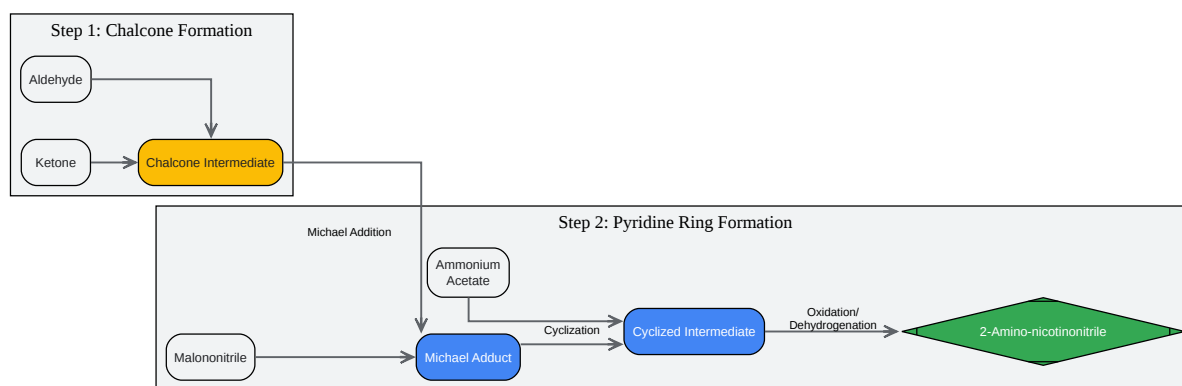 Step 1: Chalcone Formation
Aldehyde
Ketone
Chalcone Intermediate
Step 2: Pyridine Ring Formation
Michael Addition
Ammonium
Acetate
Malononitrile
Michael Adduct
Cyclization
Cyclized Intermediate
Oxidation/
Dehydrogenation
2-Amino-nicotinonitrile